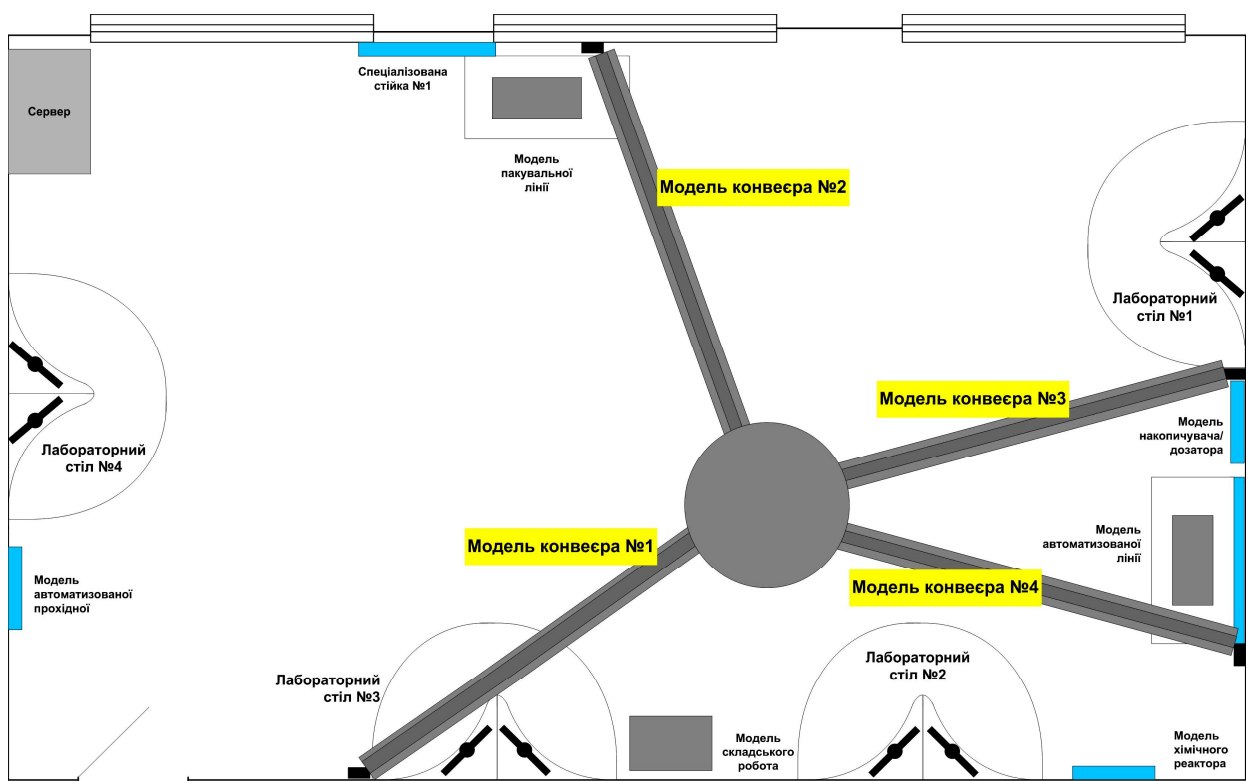 Спеціалізована
стійка №1
Сервер
Модель
пакувальної
лінії
Модель конвеєра №2
Лабораторний
стіл №1
Модель конвеєра №3
Модель
накопичувача/
дозатора
Лабораторний
стіл №4
Модель конвеєра №1
Модель
автоматизованої
лінії
Модель конвеєра №4
Модель
автоматизованої
прохідної
Лабораторний
стіл №3
Лабораторний
стіл №2
Модель
складського
робота
Модель
хімічного
реактора